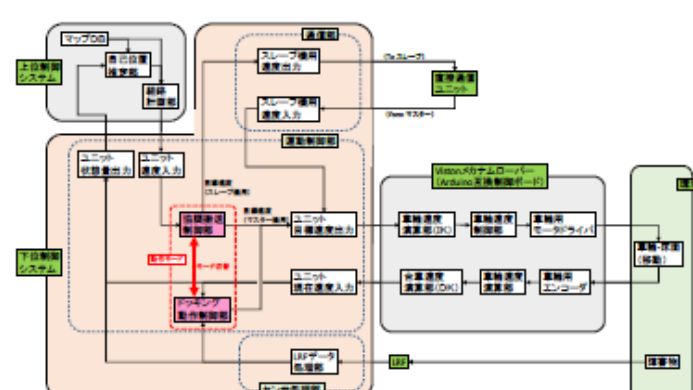 マップDB
自己位置
推定部
経路
計画部
上位制御
システム
通信部
スレーブ機用
速度出力
スレーブ機用
速度入力
(To スレーブ)
(From マスター)
直接通信
ユニット
運動制御部
ユニット
状態量出力
ユニット
速度入力
目標速度
(スレーブ機用)
目標速度
(マスター機用)
協調搬送
制御部
ユニット
目標速度出力
動作モード
モード切替
ユニット
現在速度入力
ドッキング
動作制御部
下位制御
システム
Vstoneメカナムローバー
(Arduino互換制御ボード)
車輪速度
演算部(IK)
車輪速度
制御部
車輪用
モータドライバ
台車速度
演算部(DK)
車輪速度
演算部
車輪用
エンコーダ
車輪・床面
(移動)
LRFデータ
処理部
LRF
障害物
センサ処理部